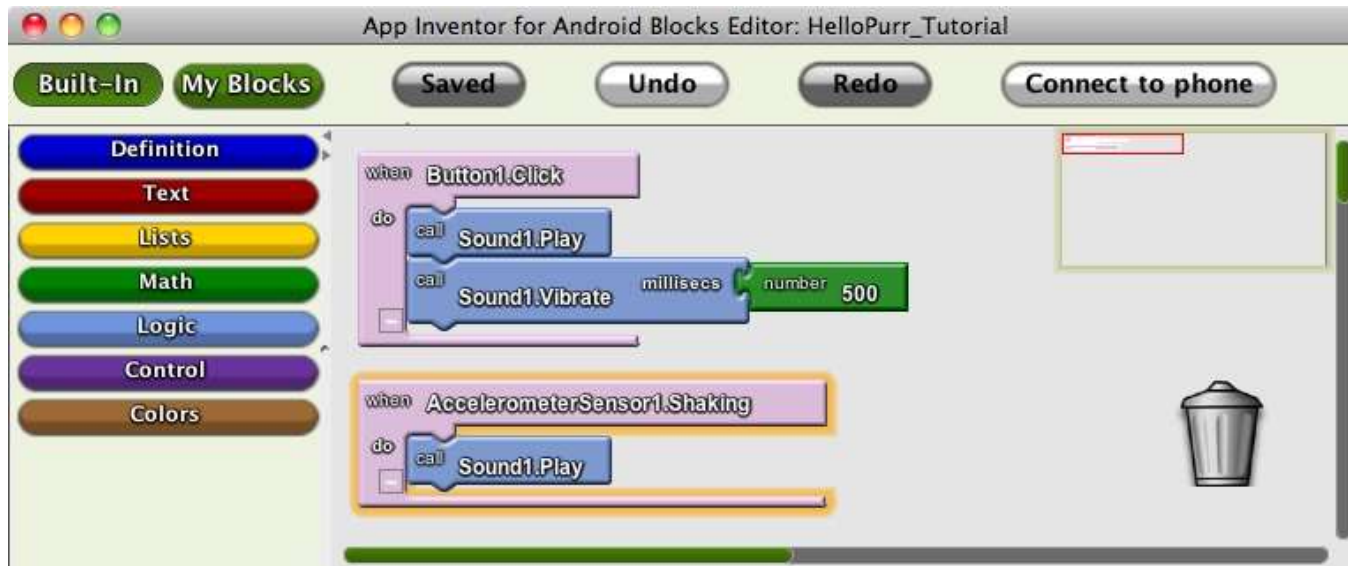 App Inventor for Android Blocks Editor: HelloPurr_Tutorial
Built-In My Blocks Saved Undo Redo Connect to phone
Definition
Text
Lists
Math
Logic
Control
Colors
when Button1.Click
do call Sound1.Play
call Sound1.Vibrate millisecs number 500
when AccelerometerSensor1.Shaking
do call Sound1.Play